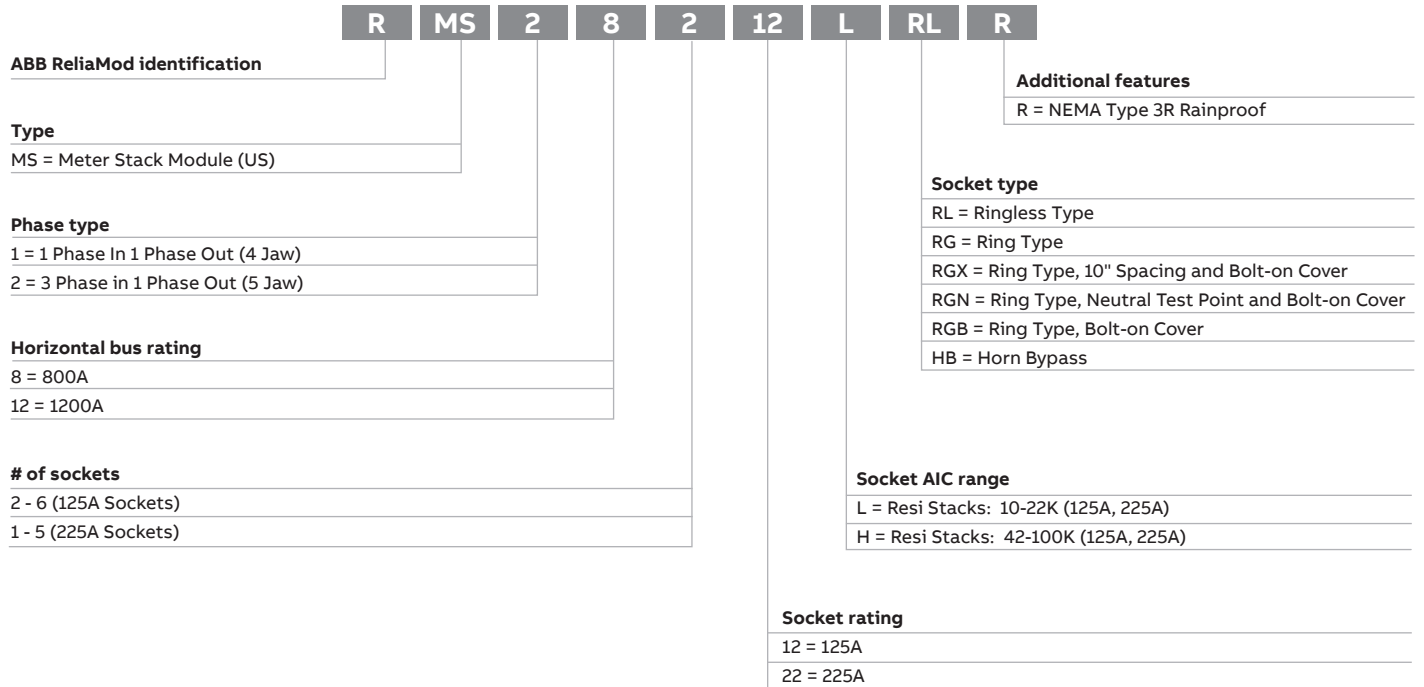 R MS 2 8 2 12 L RL R
ABB ReliaMod identification
Type
MS = Meter Stack Module (US)
Phase type
1 = 1 Phase In 1 Phase Out (4 Jaw)
2 = 3 Phase in 1 Phase Out (5 Jaw)
Horizontal bus rating
8 = 800A
12 = 1200A
# of sockets
2 - 6 (125A Sockets)
1 - 5 (225A Sockets)
Additional features
R = NEMA Type 3R Rainproof
Socket type
RL = Ringless Type
RG = Ring Type
RGX = Ring Type, 10" Spacing and Bolt-on Cover
RGN = Ring Type, Neutral Test Point and Bolt-on Cover
RGB = Ring Type, Bolt-on Cover
HB = Horn Bypass
Socket AIC range
L = Resi Stacks: 10-22K (125A, 225A)
H = Resi Stacks: 42-100K (125A, 225A)
Socket rating
12 = 125A
22 = 225A